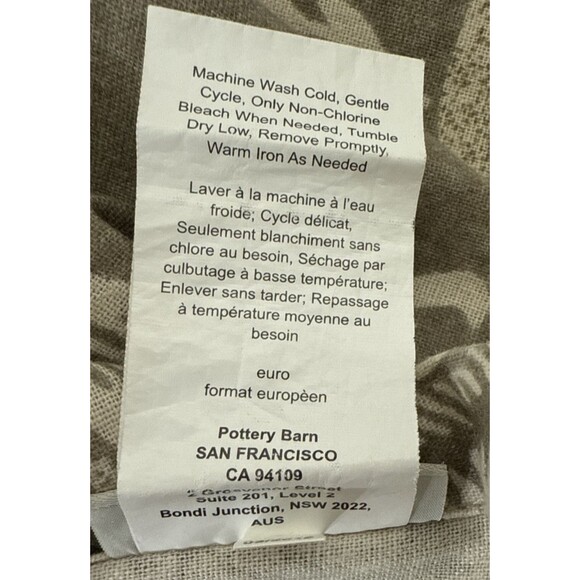 Machine Wash Cold, Gentle
Cycle, Only Non-Chlorine
Bleach When Needed, Tumble
Dry Low, Remove Promptly,
Warm Iron As Needed
Laver à la machine à l'eau
froide; Cycle délicat,
Seulement blanchiment sans
chlore au besoin, Séchage par
culbutage à basse température;
Enlever sans tarder; Repassage
à température moyenne au
besoin
euro
format europèen
Pottery Barn
SAN FRANCISCO
CA 94109
2 Grosvenor Street
Suite 201, Level 2
Bondi Junction, NSW 2022,
AUS